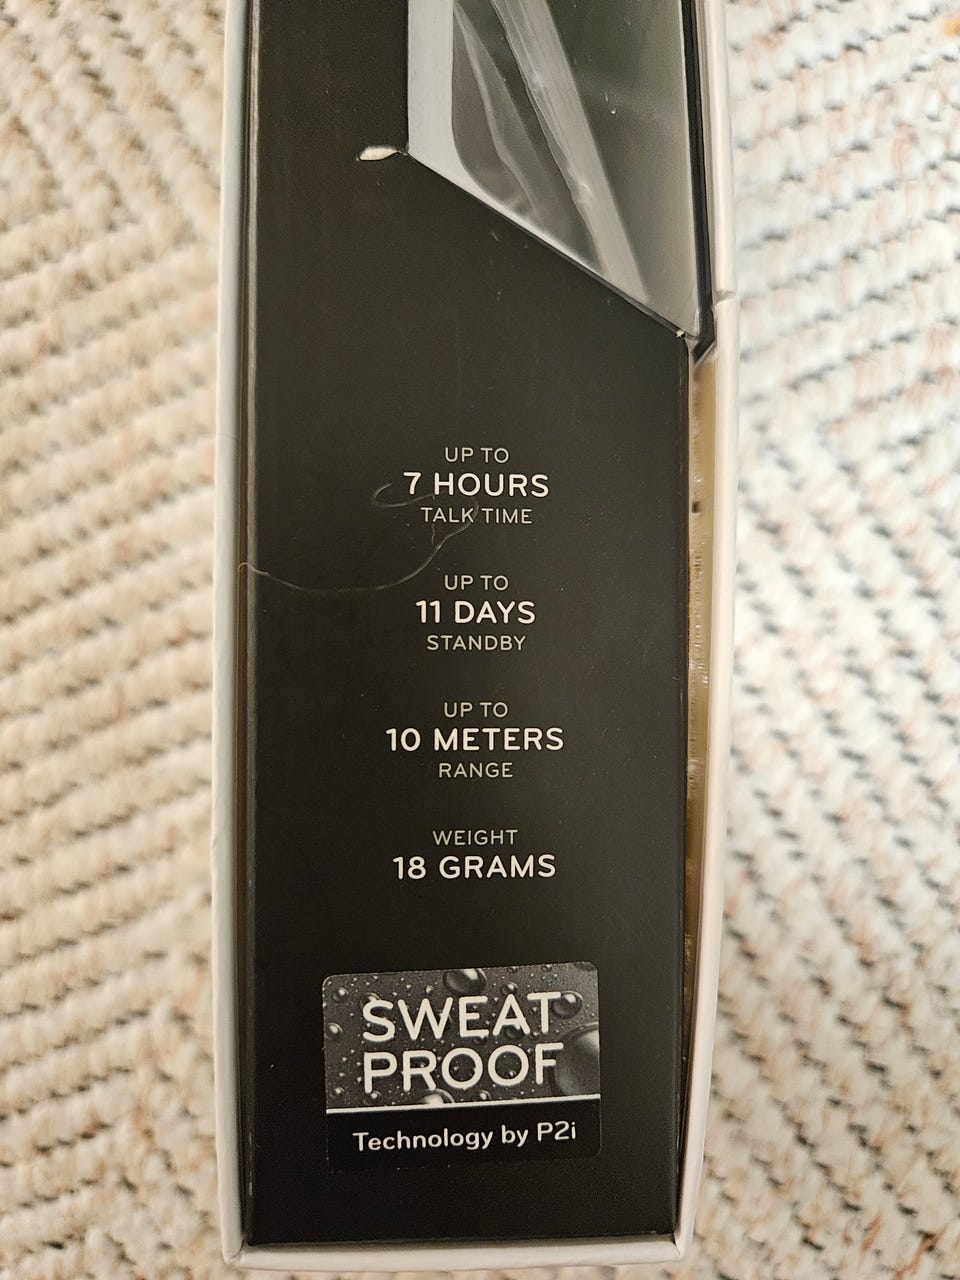 UP TO
7 HOURS
TALK TIME
UP TO
11 DAYS
STANDBY
UP TO
10 METERS
RANGE
WEIGHT
18 GRAMS
SWEAT
PROOF
Technology by P2i